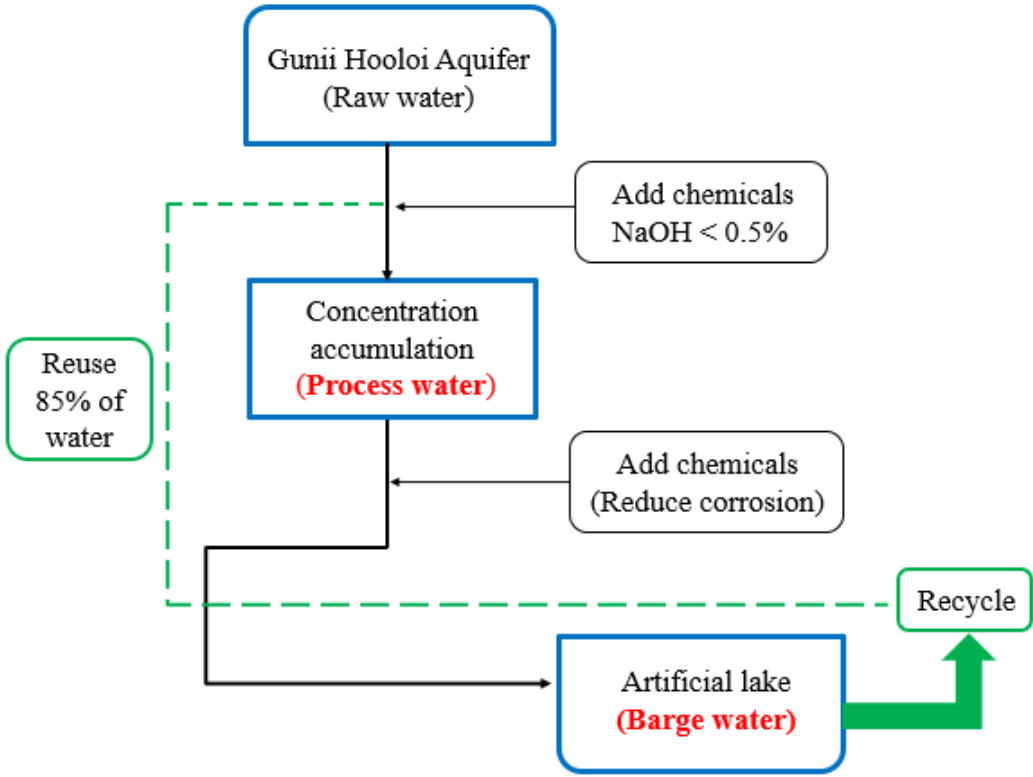 Gunii Hooloi Aquifer
(Raw water)
Add chemicals
NaOH < 0.5%
Concentration
accumulation
(Process water)
Reuse
85% of
water
Add chemicals
(Reduce corrosion)
Recycle
Artificial lake
(Barge water)